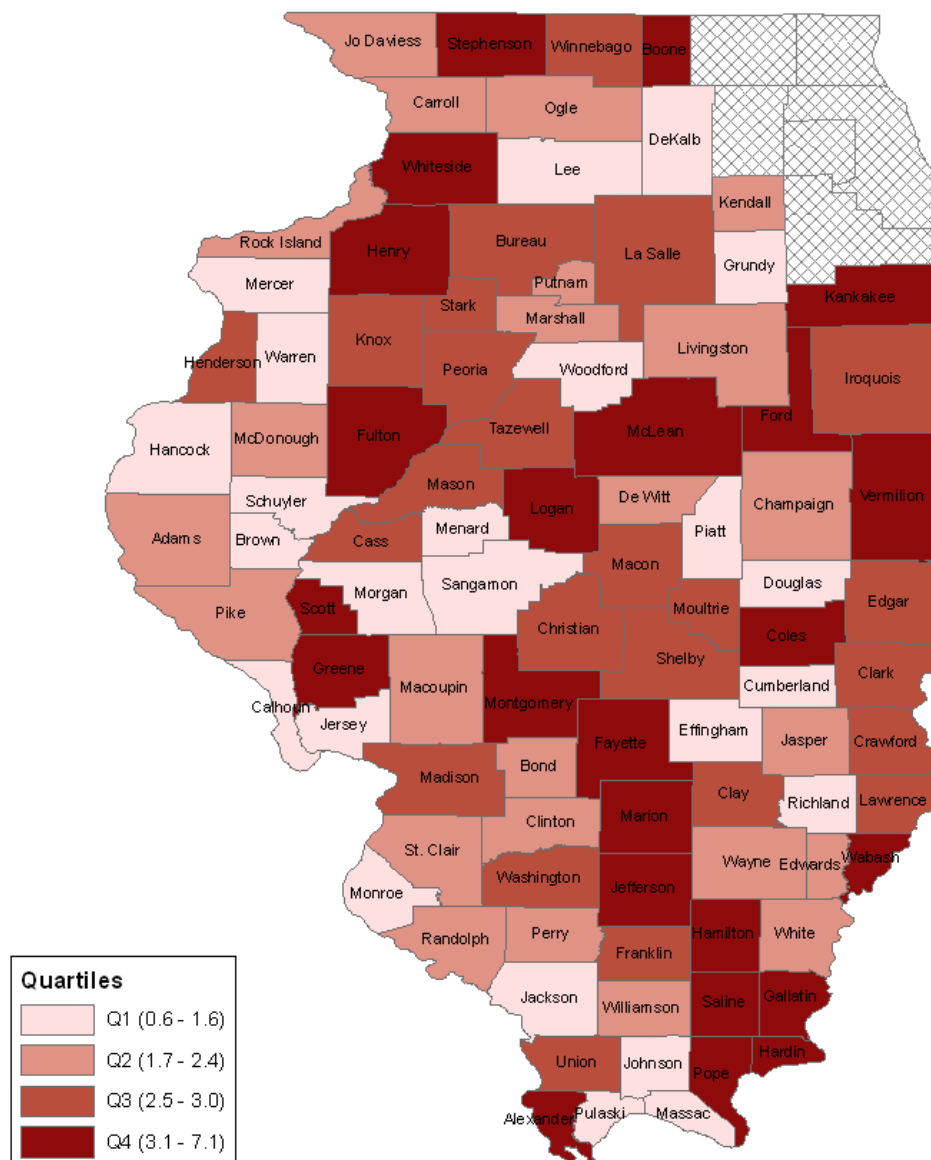 Jo Daviess
Stephenson
Winnebago
Boone
Carroll
Ogle
DeKalb
Whiteside
Lee
Kendall
Rock Island
Henry
Bureau
La Salle
Grundy
Mercer
Putnam
Kankakee
Stark
Marshall
Henderson
Warren
Knox
Peoria
Woodford
Livingston
Iroquois
Hancock
McDonough
Fulton
Tazewell
McLean
Ford
Schuyler
Mason
Logan
De Witt
Champaign
Vermilion
Adams
Brown
Cass
Menard
Piatt
Macon
Pike
Scott
Morgan
Sangamon
Christian
Moultrie
Douglas
Edgar
Coles
Shelby
Greene
Macoupin
Montgomery
Cumberland
Clark
Calhoun
Jersey
Fayette
Effingham
Jasper
Crawford
Madison
Bond
Clay
Richland
Lawrence
Marion
Clinton
St. Clair
Wayne
Edwards
Wabash
Washington
Jefferson
Monroe
Randolph
Perry
Hamilton
White
Franklin
Jackson
Williamson
Saline
Gallatin
Union
Johnson
Pope
Hardin
Alexander
Pulaski
Massac
Quartiles
Q1 (0.6 - 1.6)
Q2 (1.7 - 2.4)
Q3 (2.5 - 3.0)
Q4 (3.1 - 7.1)